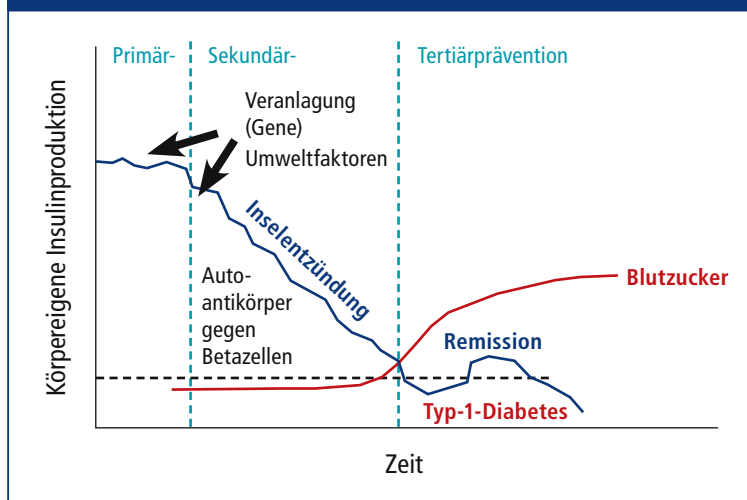 Primär-
Sekundär-
Tertiärprävention
Veranlagung
(Gene)
Umweltfaktoren
Körpereigene Insulinproduktion
Inselentzündung
Auto-
antikörper
gegen
Betazellen
Blutzucker
Remission
Typ-1-Diabetes
Zeit